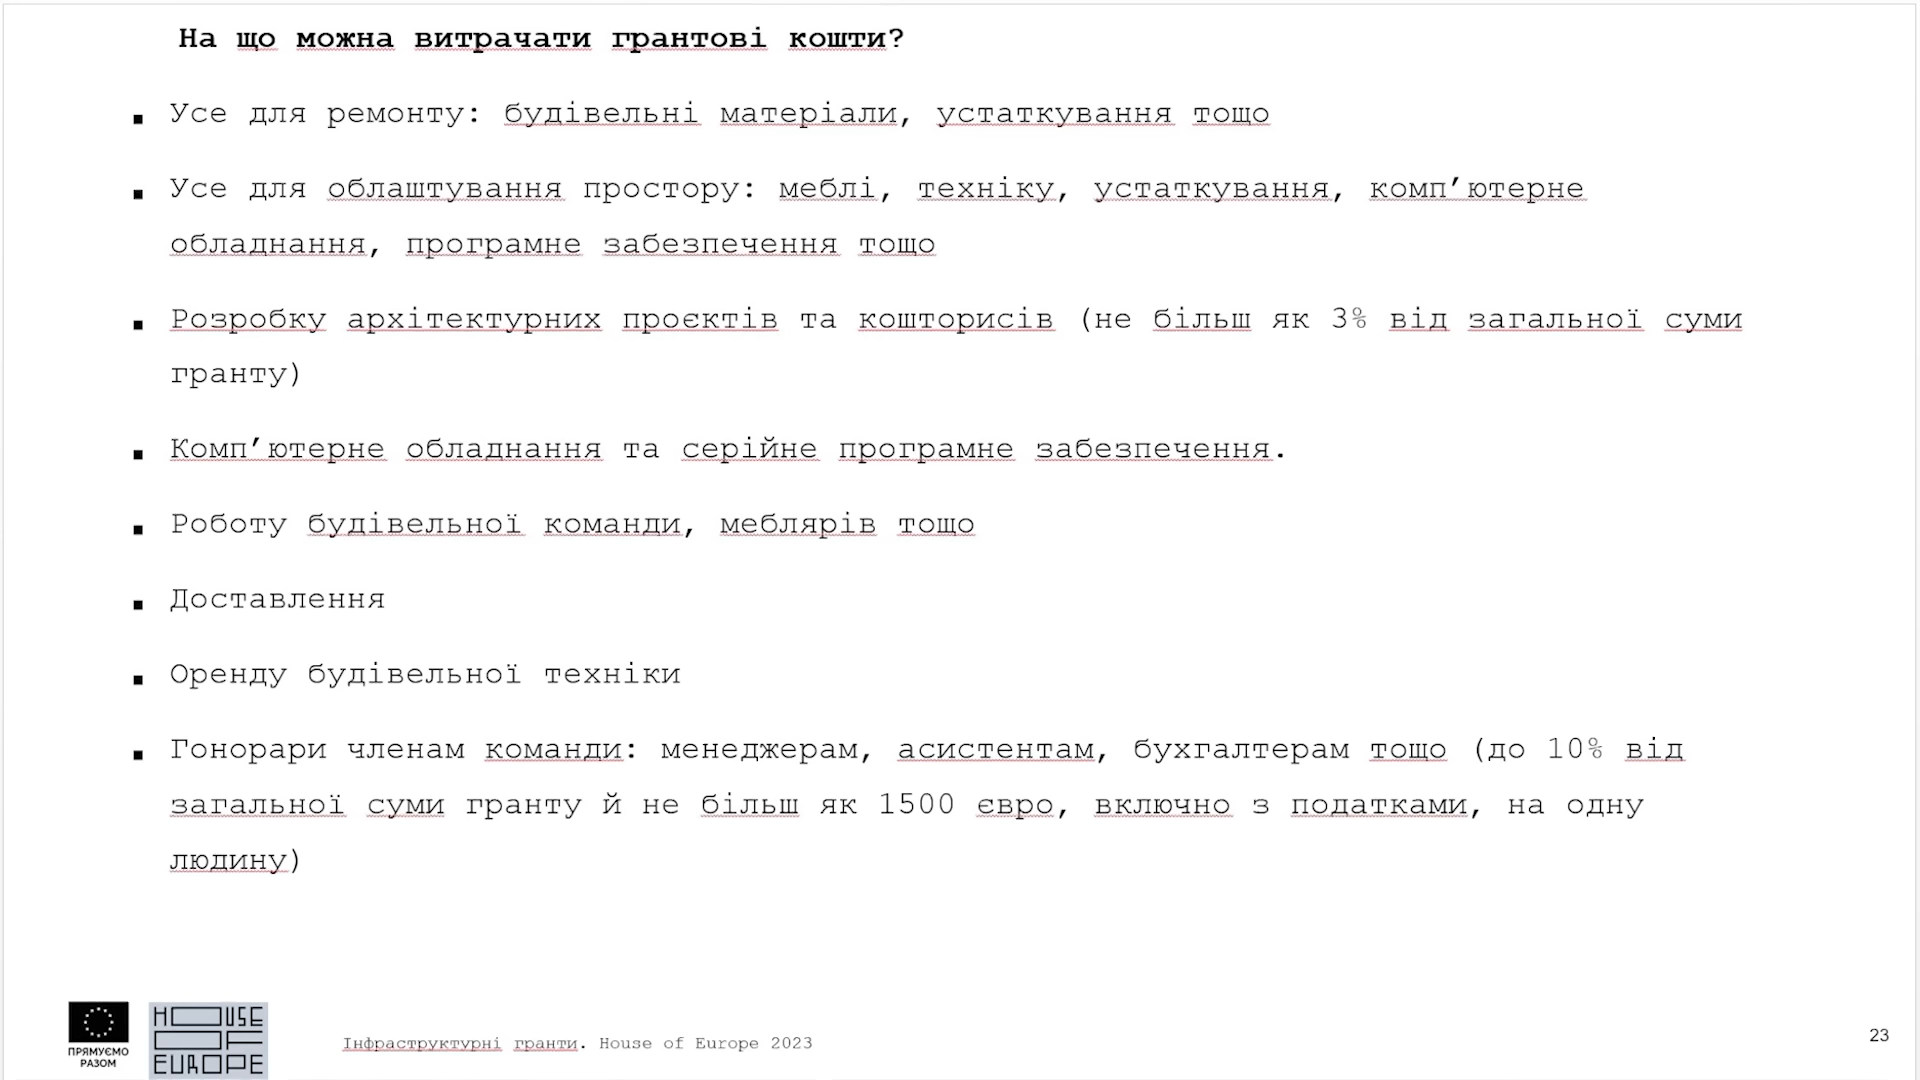 На що можна витрачати грантові кошти?
▪ Усе для ремонту: будівельні матеріали, устаткування тощо
▪ Усе для облаштування простору: меблі, техніку, устаткування, комп’ютерне
обладнання, програмне забезпечення тощо
▪ Розробку архітектурних проєктів та кошторисів (не більш як 3% від загальної суми
гранту)
▪ Комп’ютерне обладнання та серійне програмне забезпечення.
▪ Роботу будівельної команди, меблярів тощо
▪ Доставлення
▪ Оренду будівельної техніки
▪ Гонорари членам команди: менеджерам, асистентам, бухгалтерам тощо (до 10% від
загальної суми гранту й не більш як 1500 євро, включно з податками, на одну
людину)
ПРЯМУЄМО
РАЗОМ
HOUSE
OF
EUROPE
Інфраструктурні гранти. House of Europe 2023
23